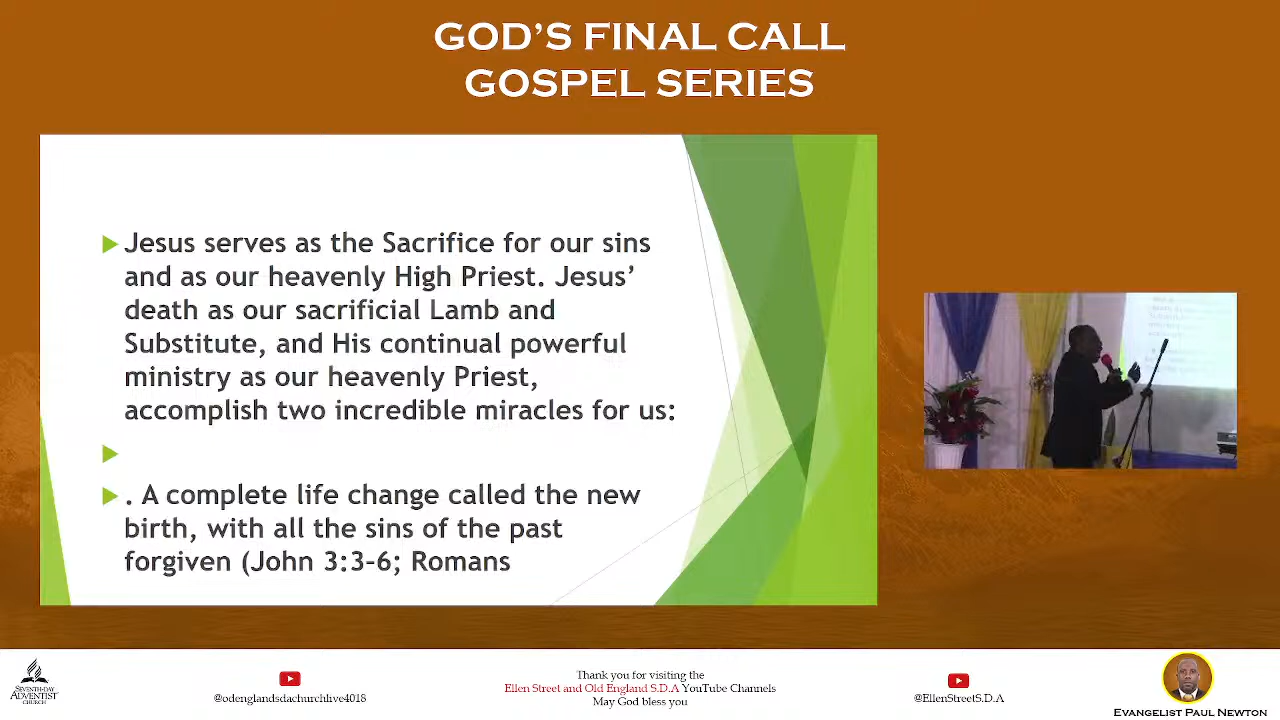 GOD’S FINAL CALL
GOSPEL SERIES
Jesus serves as the Sacrifice for our sins
and as our heavenly High Priest. Jesus’
death as our sacrificial Lamb and
Substitute, and His continual powerful
ministry as our heavenly Priest,
accomplish two incredible miracles for us:
. A complete life change called the new
birth, with all the sins of the past
forgiven (John 3:3-6; Romans
SEVENTH-DAY
ADVENTIST
CHURCH
@odenglandsdachurchlive4018
Thank you for visiting the
Ellen Street and Old England S.D.A YouTube Channels
May God bless you
@EllenStreetS.D.A
EVANGELIST PAUL NEWTON